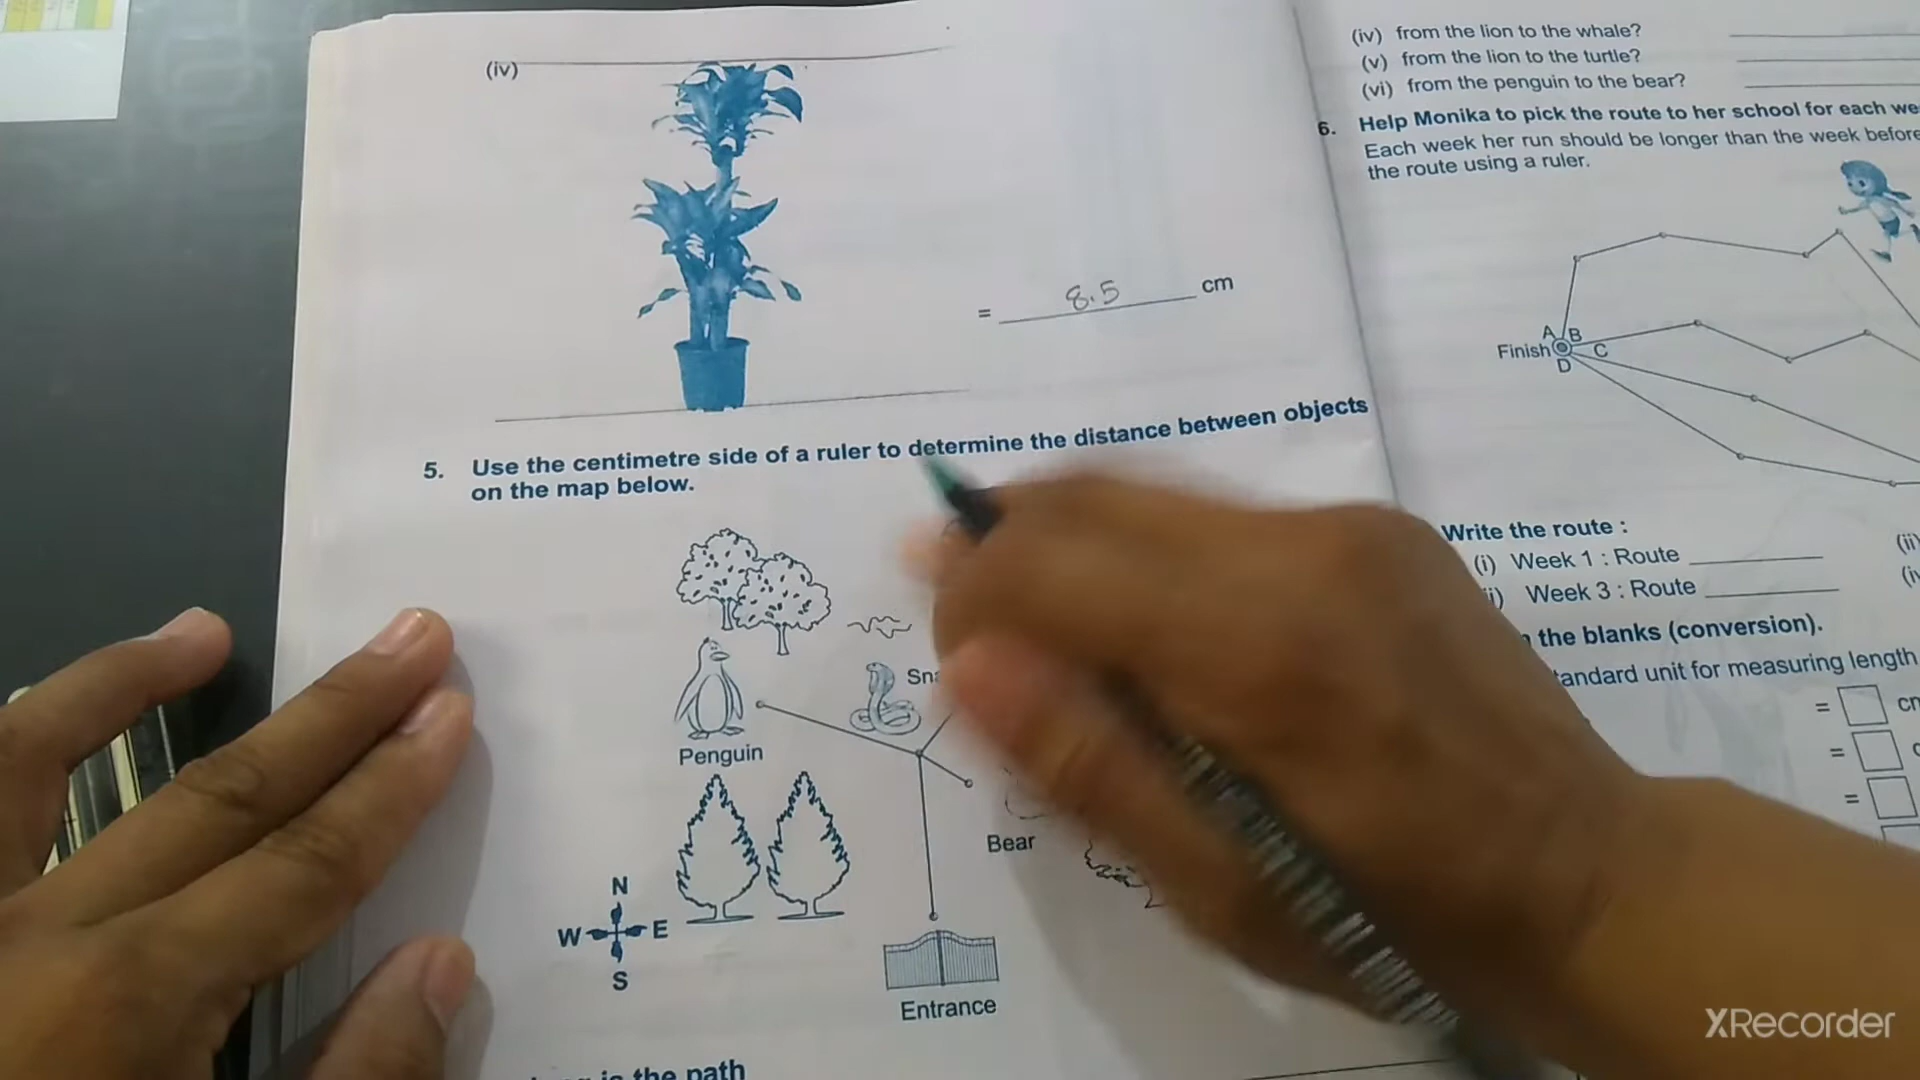 (iv)
= 8.5 cm
5. Use the centimetre side of a ruler to determine the distance between objects
on the map below.
Penguin
Bear
N
W E
S
Entrance
is the path
(iv) from the lion to the whale?
(v) from the lion to the turtle?
(vi) from the penguin to the bear?
6. Help Monika to pick the route to her school for each
Each week her run should be longer than the week before
the route using a ruler.
A B
Finish C
D
Write the route :
(i) Week 1 : Route (ii)
Week 3 : Route
the blanks (conversion).
unit for measuring length
=
=
=
XRecorder